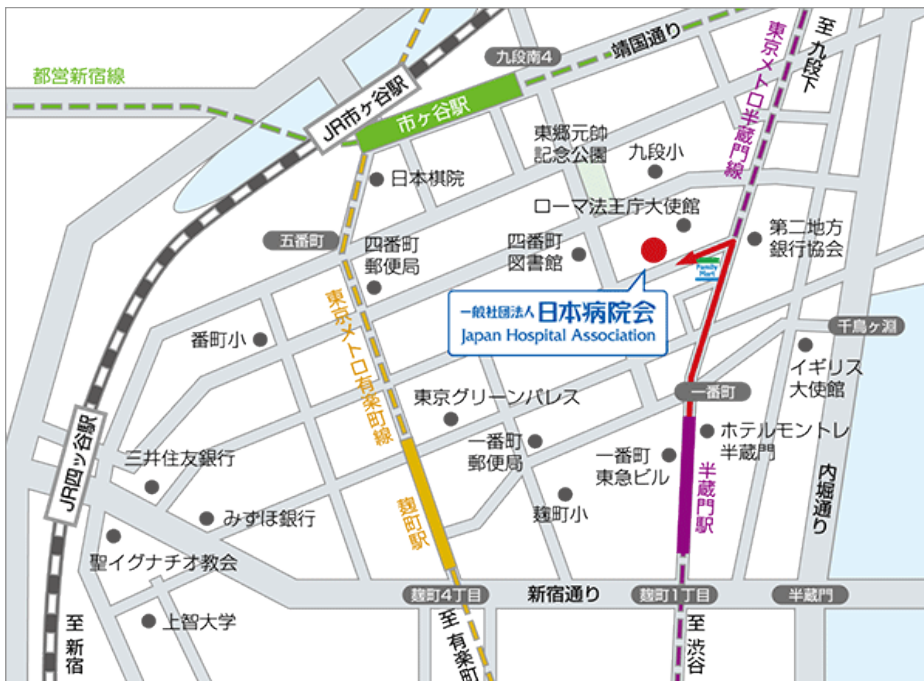 都営新宿線
JR市ヶ谷駅
市ヶ谷駅
九段南4
靖国通り
東京メトロ半蔵門線
至 九段下
日本棋院
東郷元帥
記念公園
九段小
ローマ法王庁大使館
第二地方
銀行協会
五番町
四番町
郵便局
四番町
図書館
Family
Mart
一般社団法人 日本病院会
Japan Hospital Association
千鳥ヶ淵
番町小
東京メトロ有楽町線
イギリス
大使館
一番町
東京グリーンパレス
ホテルモントレ
半蔵門
一番町
郵便局
一番町
東急ビル
JR四ッ谷駅
三井住友銀行
半蔵門駅
内堀通り
みずほ銀行
麹町小
麹町駅
聖イグナチオ教会
麹町4丁目
新宿通り
麹町1丁目
半蔵門
上智大学
至 新宿
至 有楽町
至 渋谷